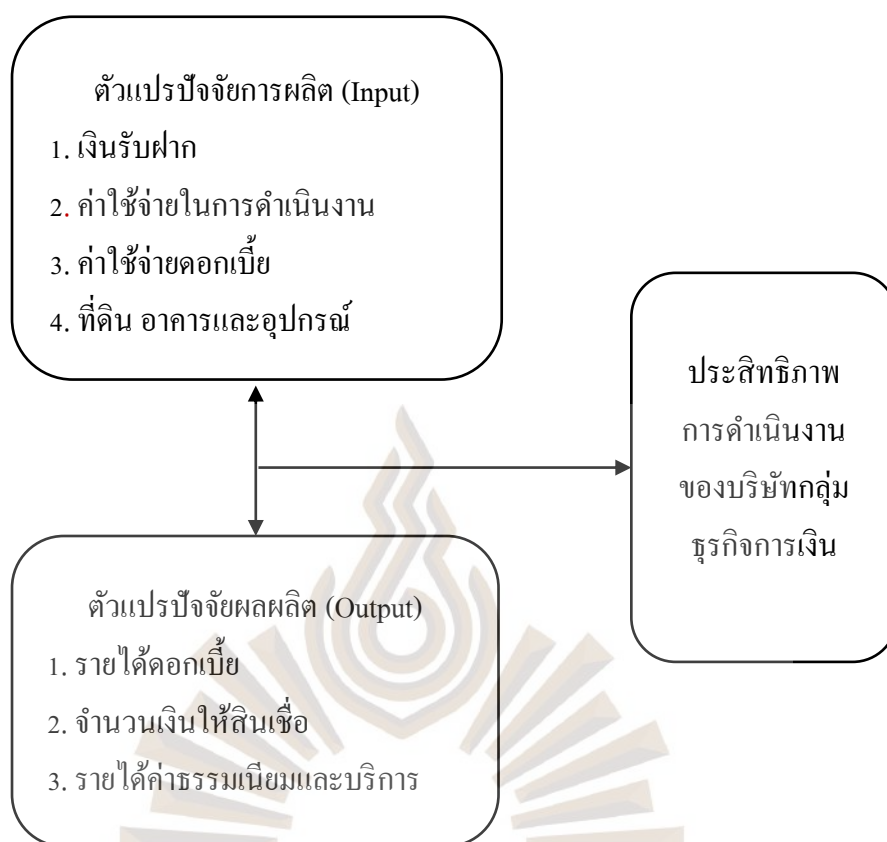 ตัวแปรปัจจัยการผลิต (Input)
1. เงินรับฝาก
2. ค่าใช้จ่ายในการดำเนินงาน
3. ค่าใช้จ่ายดอกเบี้ย
4. ที่ดิน อาคารและอุปกรณ์
ประสิทธิภาพ
การดำเนินงาน
ของบริษัทกลุ่ม
ธุรกิจการเงิน
ตัวแปรปัจจัยผลผลิต (Output)
1. รายได้ดอกเบี้ย
2. จำนวนเงินให้สินเชื่อ
3. รายได้ค่าธรรมเนียมและบริการ